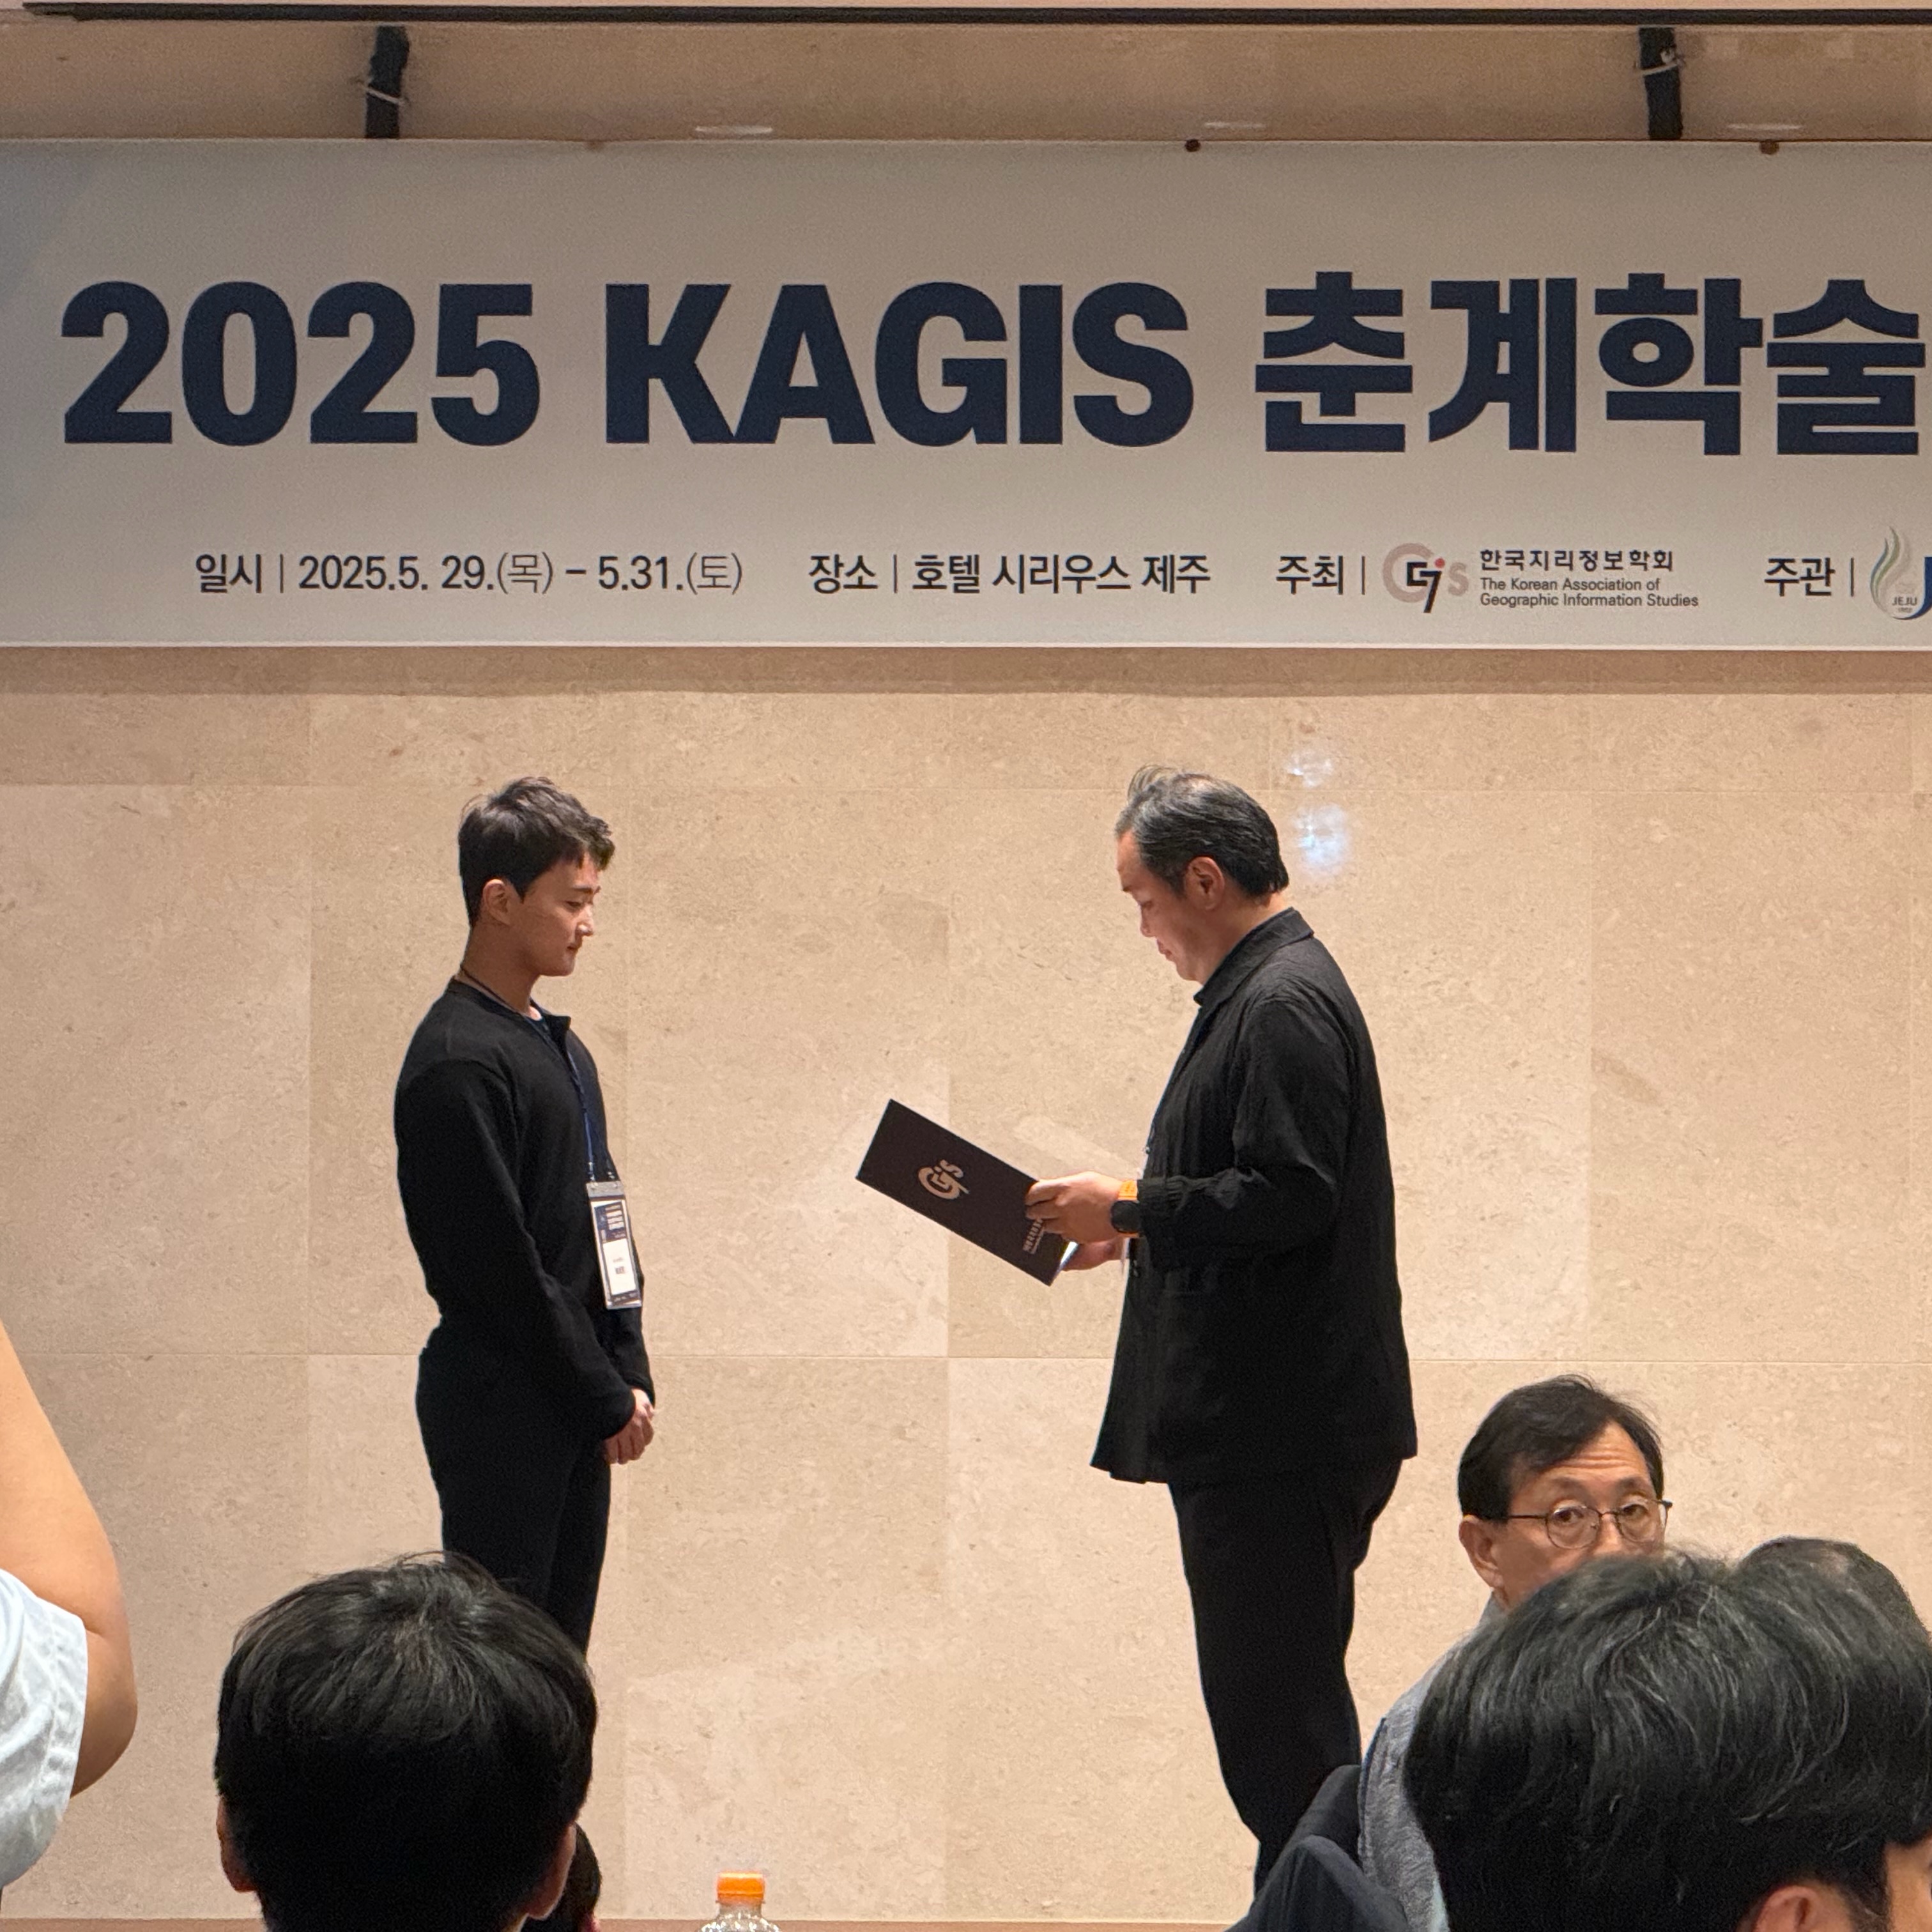 2025 KAGIS 춘계학술
일시 | 2025.5. 29.(목) – 5.31.(토) 장소 | 호텔 시리우스 제주 주최 | GIS 한국지리정보학회 주관 |
The Korean Association of
Geographic Information Studies
JEJU
1952
GIS